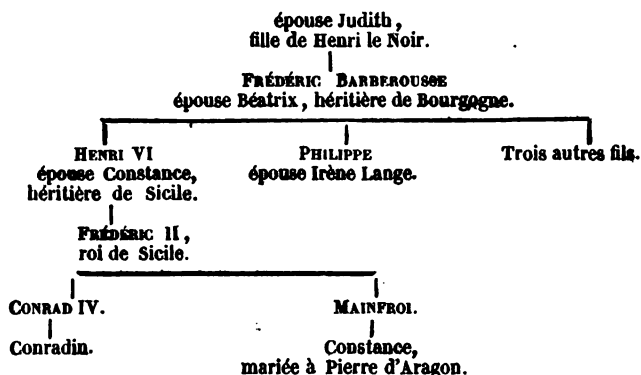 épouse Judith,
fille de Henri le Noir.
FRÉDÉRIC BARBEROUSSE
épouse Béatrix, héritière de Bourgogne.
HENRI VI
épouse Constance,
héritière de Sicile.
PHILIPPE
épouse Irène Lange.
Trois autres fils.
FRÉDÉRIC II,
roi de Sicile.
CONRAD IV.
MAINFROI.
Conradin.
Constance,
mariée à Pierre d'Aragon.